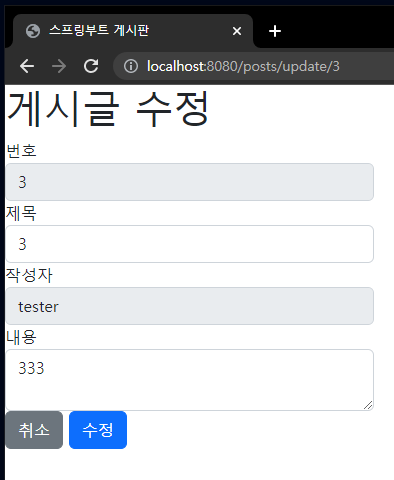 스프링부트 게시판
localhost:8080/posts/update/3
게시글 수정
번호
3
제목
3
작성자
tester
내용
333
취소 수정